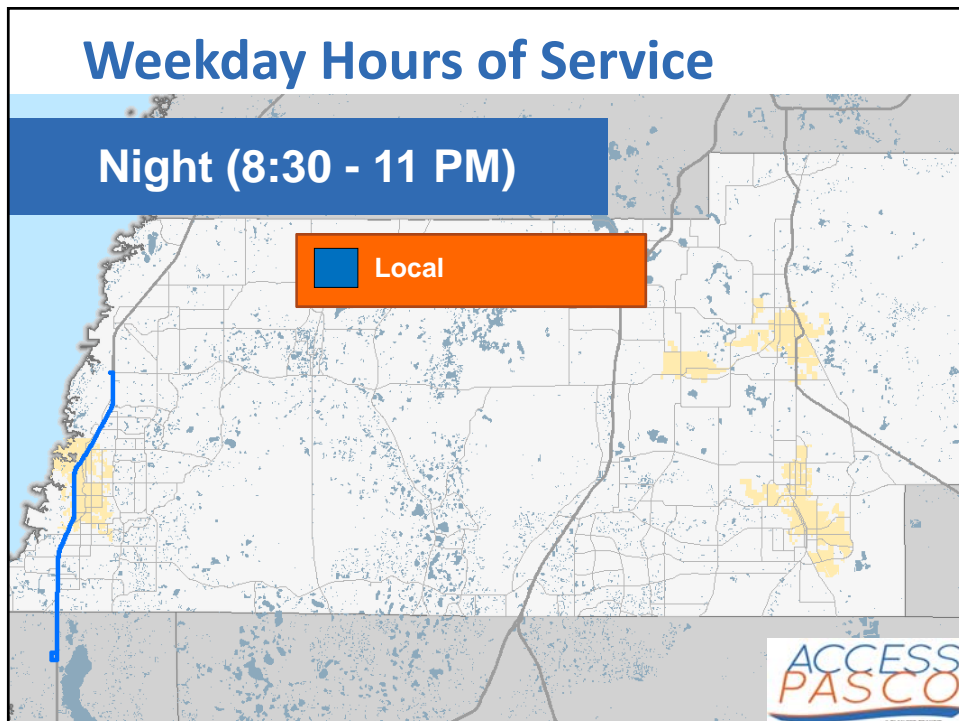 Weekday Hours of Service
Night (8:30 - 11 PM)
Local
ACCESS
PASCO